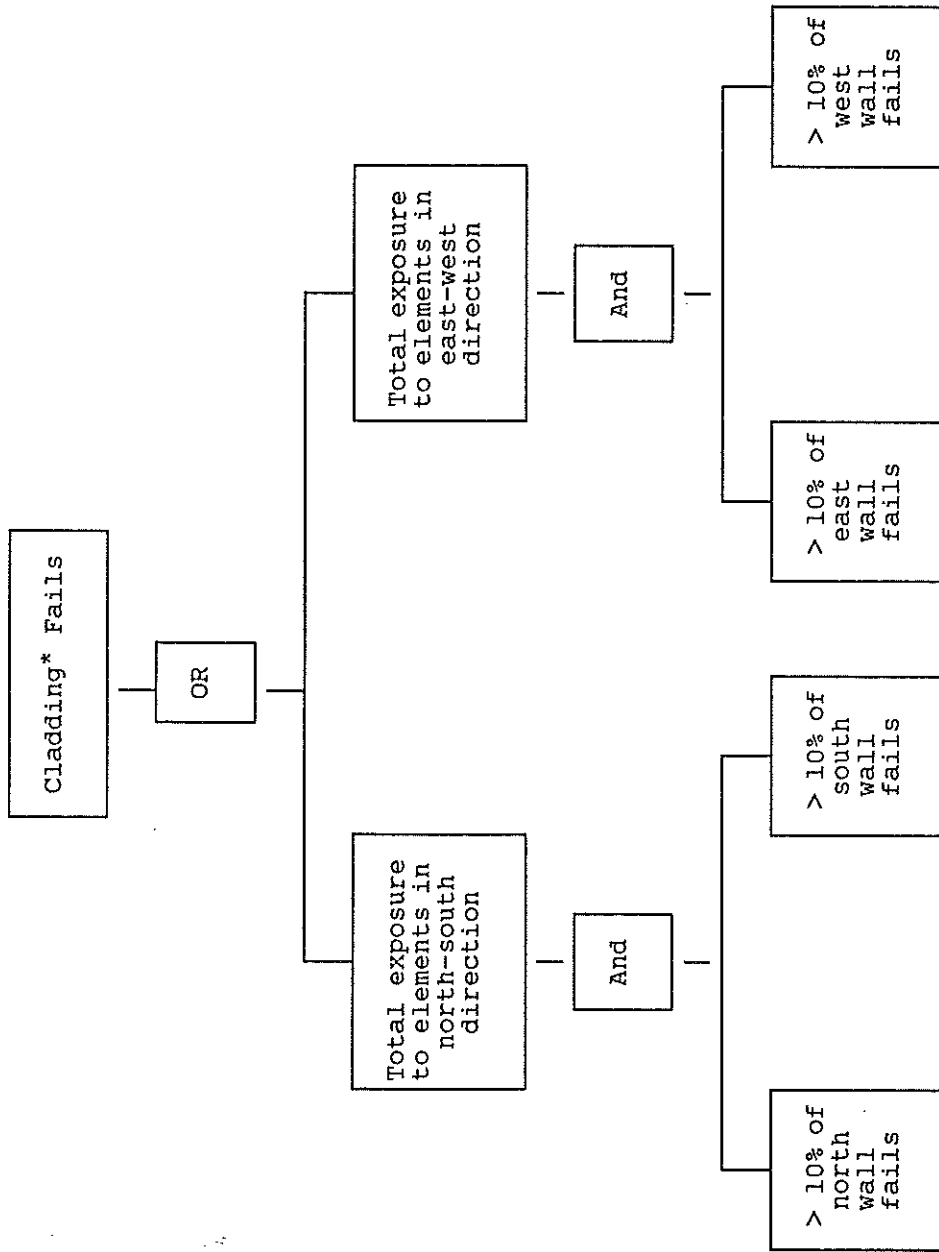 Cladding* Fails
OR
Total exposure
to elements in
north-south
direction
Total exposure
to elements in
east-west
direction
And
And
> 10% of
north
wall
fails
> 10% of
south
wall
fails
> 10% of
east
wall
fails
> 10% of
west
wall
fails